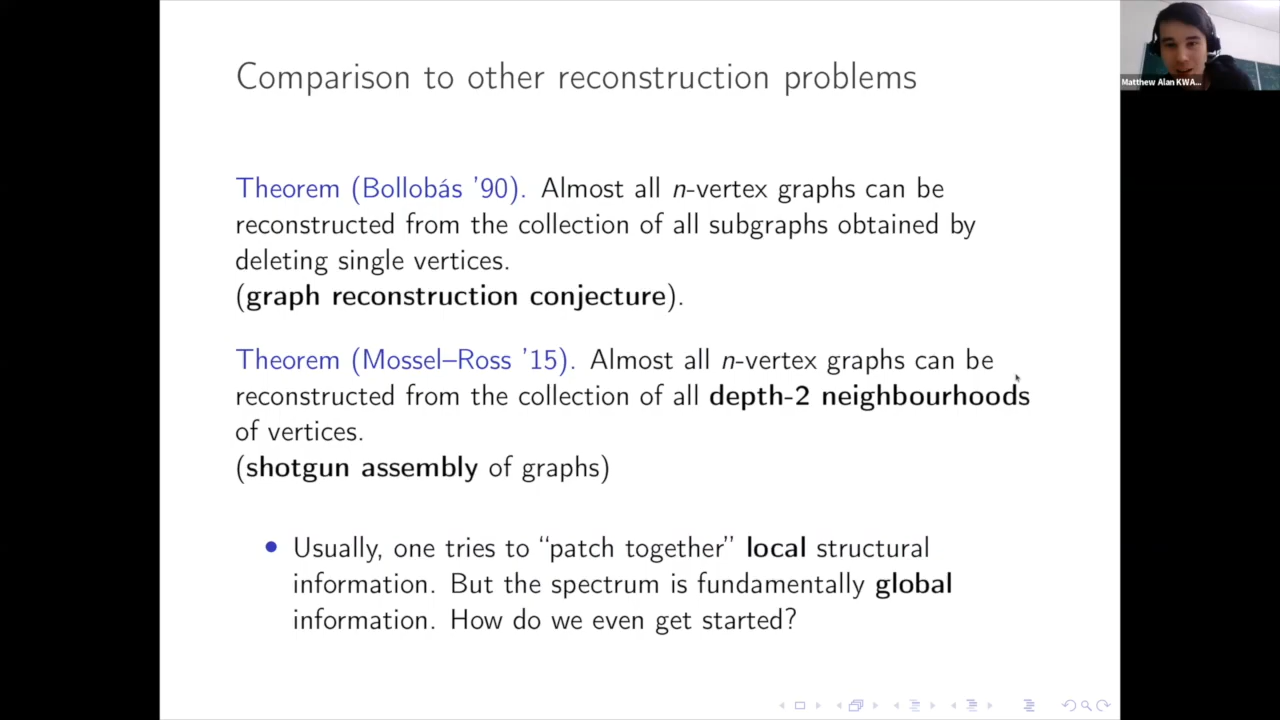 Comparison to other reconstruction problems
Matthew Alan KWA...
Theorem (Bollobás '90). Almost all n-vertex graphs can be
reconstructed from the collection of all subgraphs obtained by
deleting single vertices.
(graph reconstruction conjecture).
Theorem (Mossel–Ross '15). Almost all n-vertex graphs can be
reconstructed from the collection of all depth-2 neighbourhoods
of vertices.
(shotgun assembly of graphs)
• Usually, one tries to “patch together” local structural
information. But the spectrum is fundamentally global
information. How do we even get started?